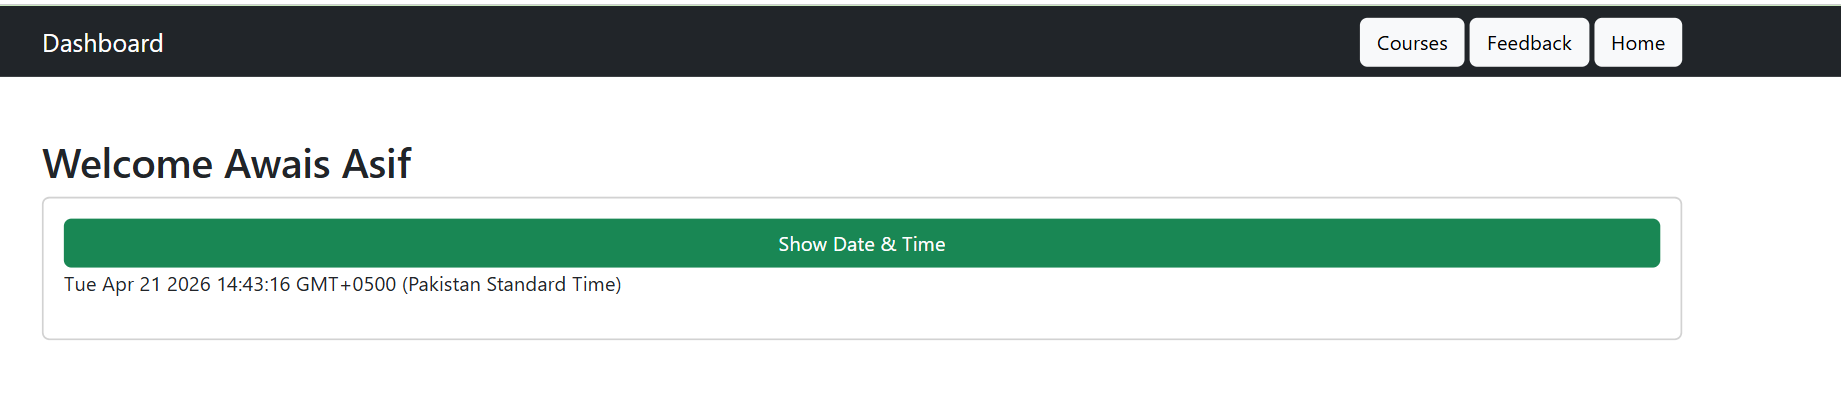 Dashboard
Courses Feedback Home
Welcome Awais Asif
Show Date & Time
Tue Apr 21 2026 14:43:16 GMT+0500 (Pakistan Standard Time)